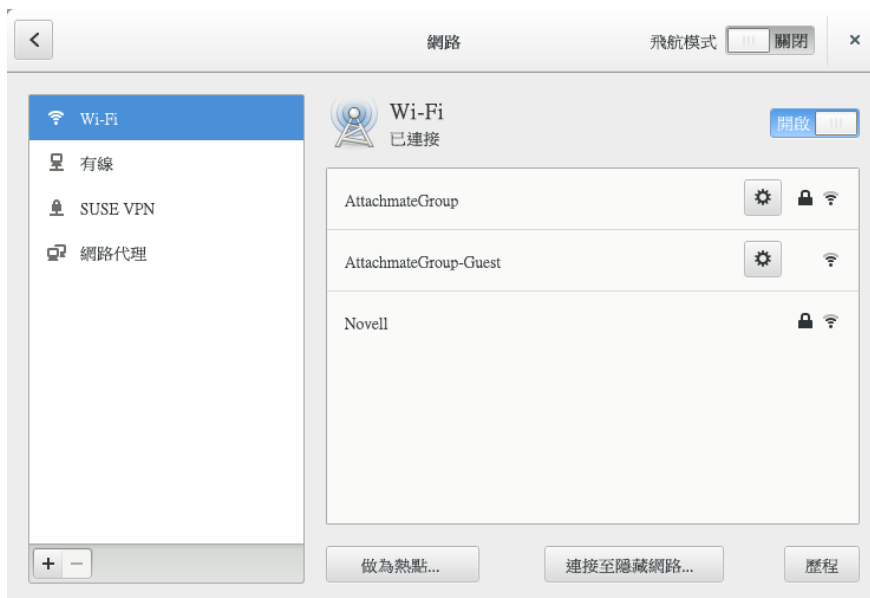 網路
飛航模式 關閉
Wi-Fi
有線
SUSE VPN
網路代理
Wi-Fi
已連接
開啟
AttachmateGroup
AttachmateGroup-Guest
Novell
做為熱點...
連接至隱藏網路...
歷程